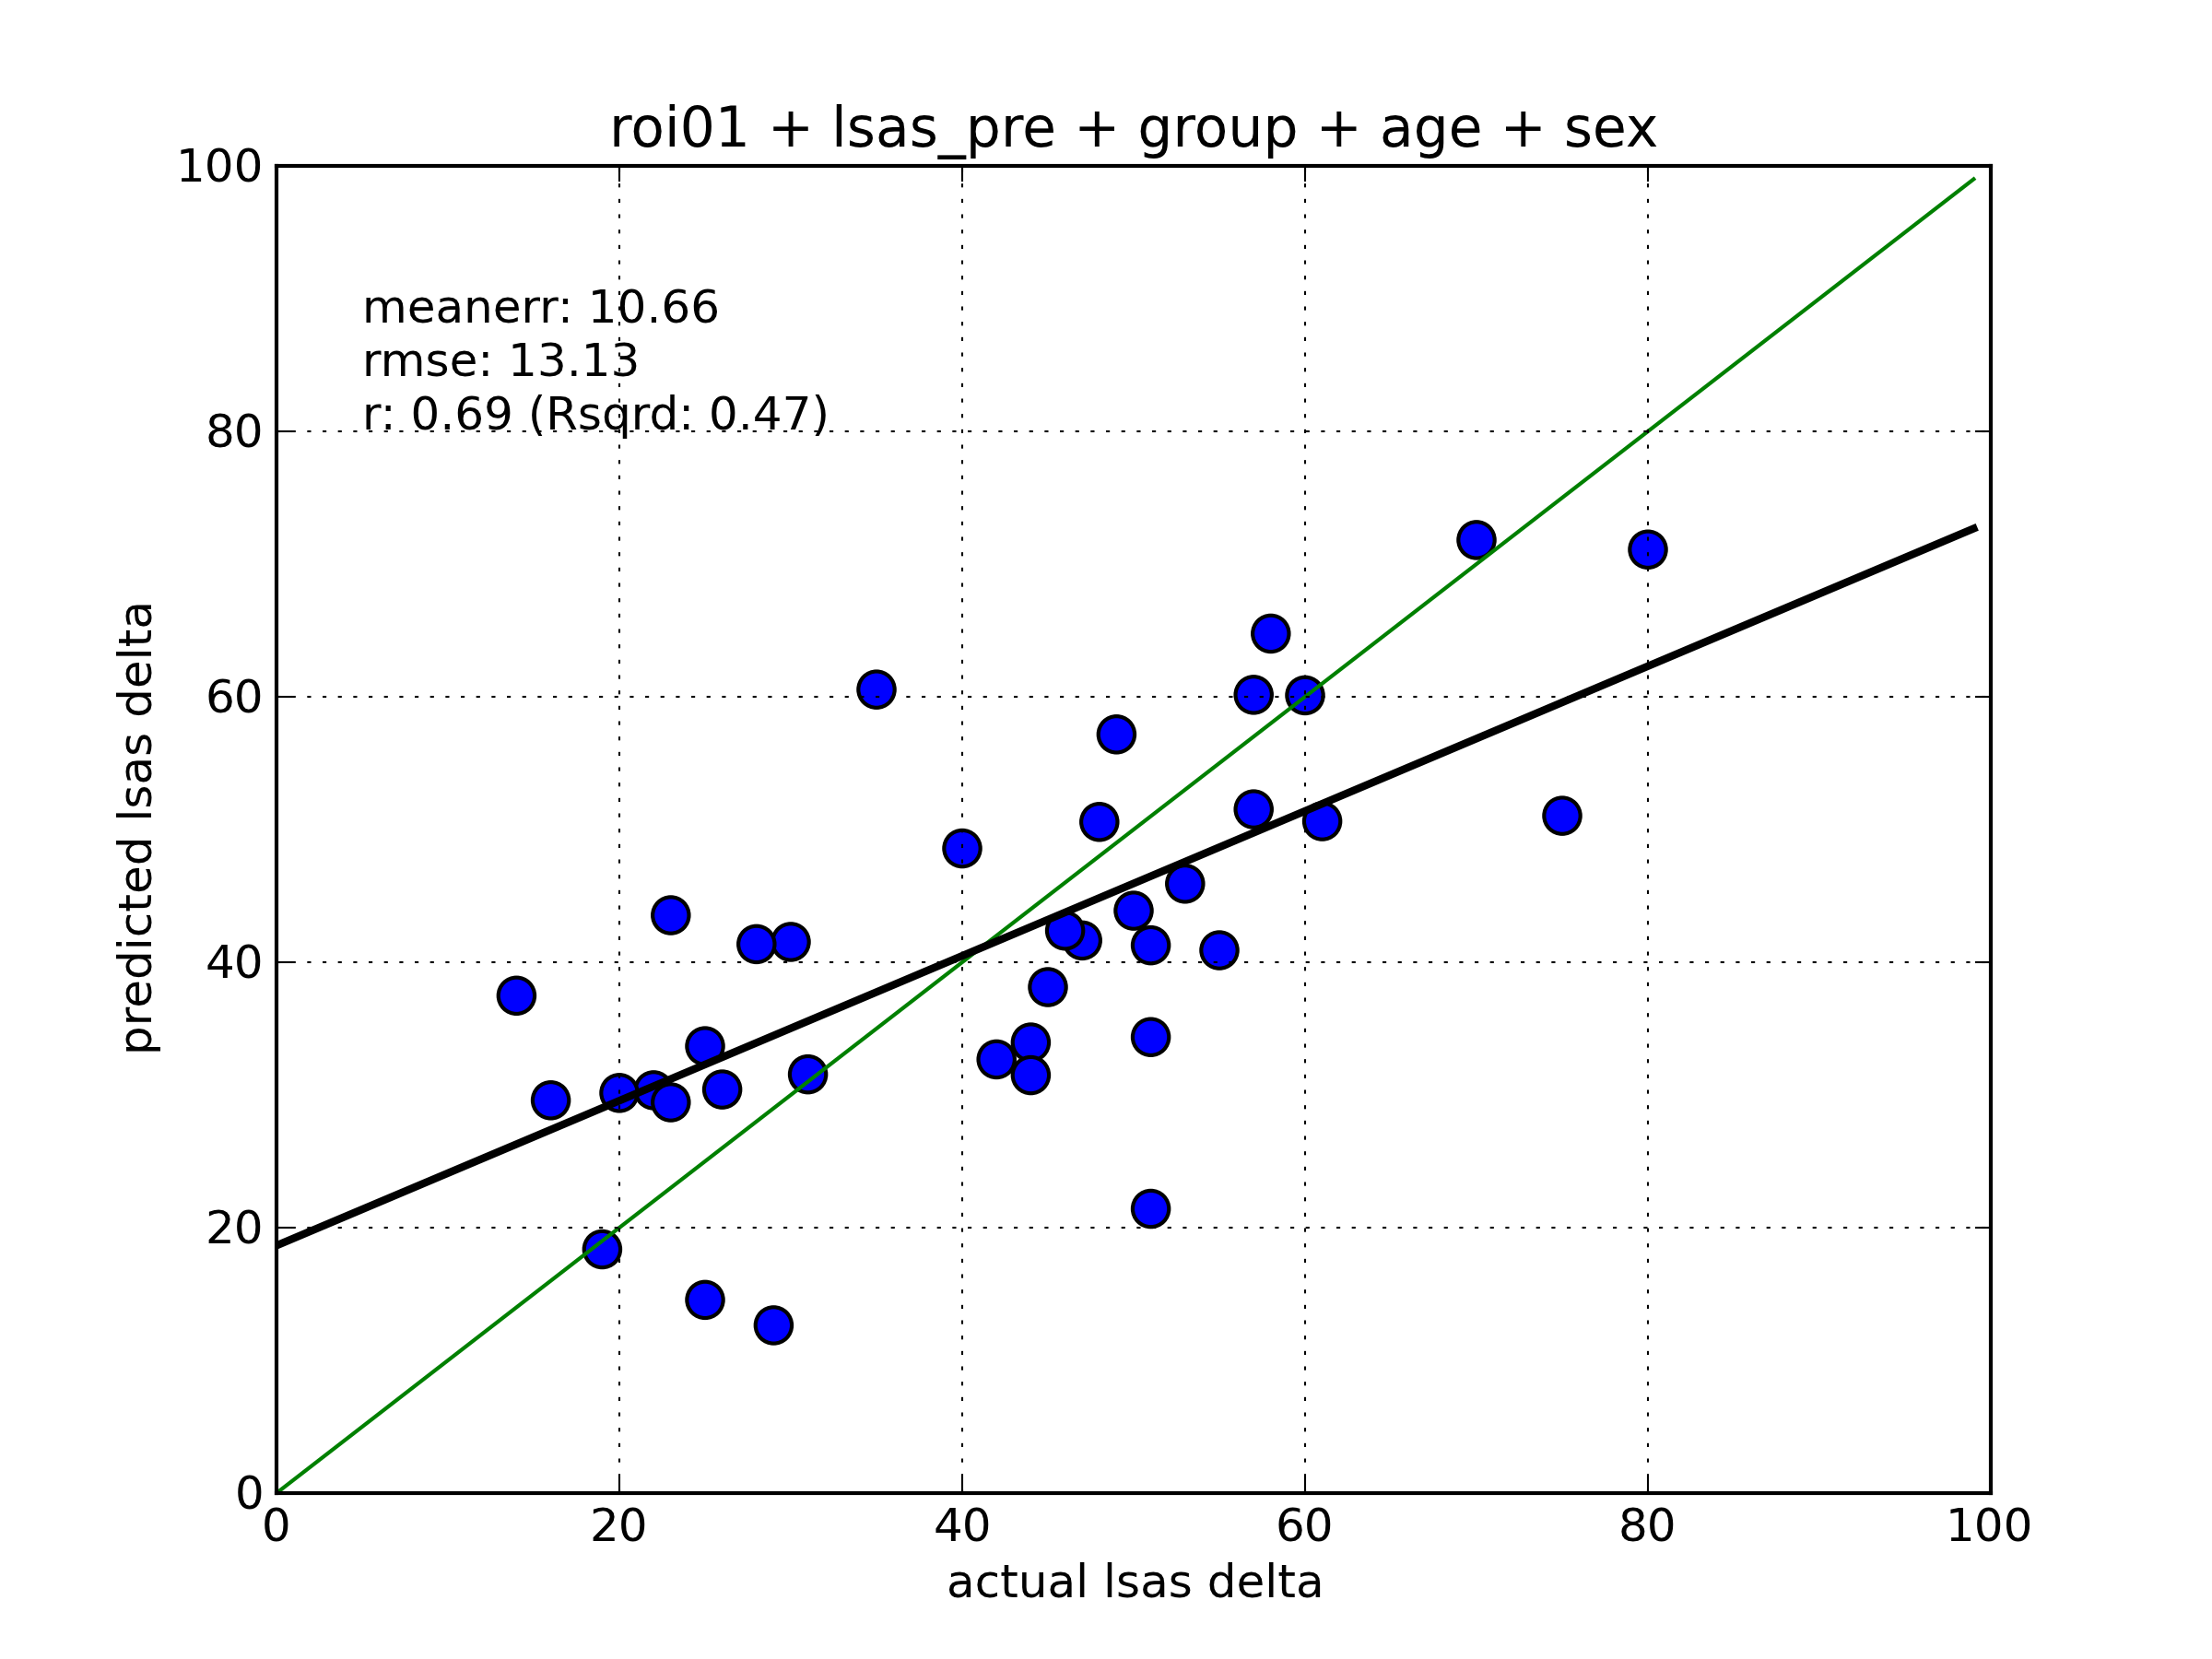 roi01 + lsas_pre + group + age + sex
100
meanerr: 10.66
rmse: 13.13
r: 0.69 (Rsqrd: 0.47)
80
60
40
20
0
predicted lsas delta
0 20 40 60 80 100
actual lsas delta